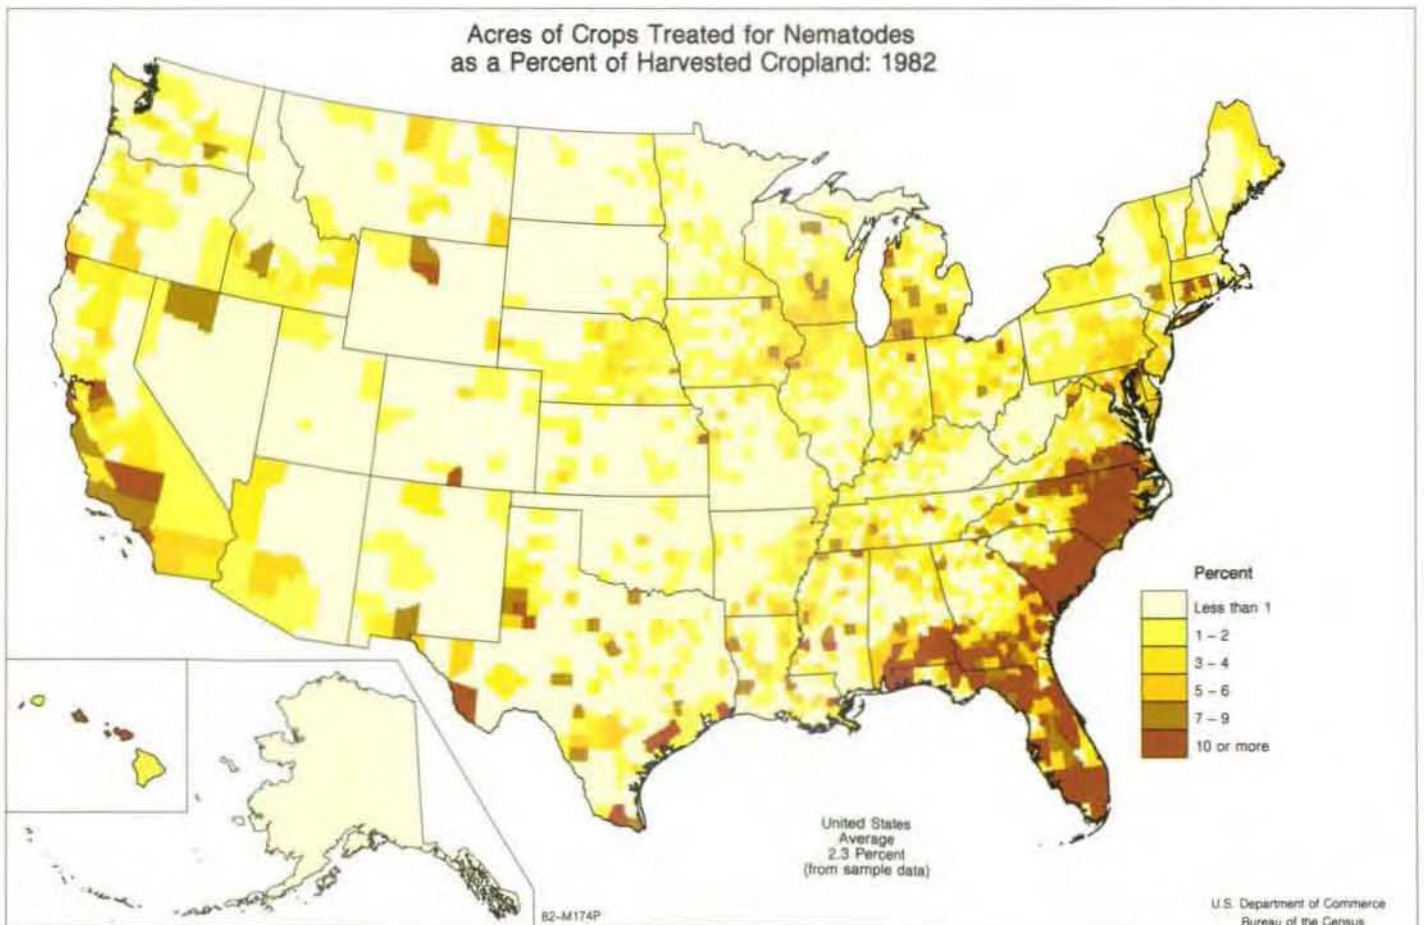 Acres of Crops Treated for Nematodes
as a Percent of Harvested Cropland: 1982
Percent
Less than 1
1 – 2
3 – 4
5 – 6
7 – 9
10 or more
United States
Average
2.3 Percent
(from sample data)
82-M174P
U.S. Department of Commerce
Bureau of the Census